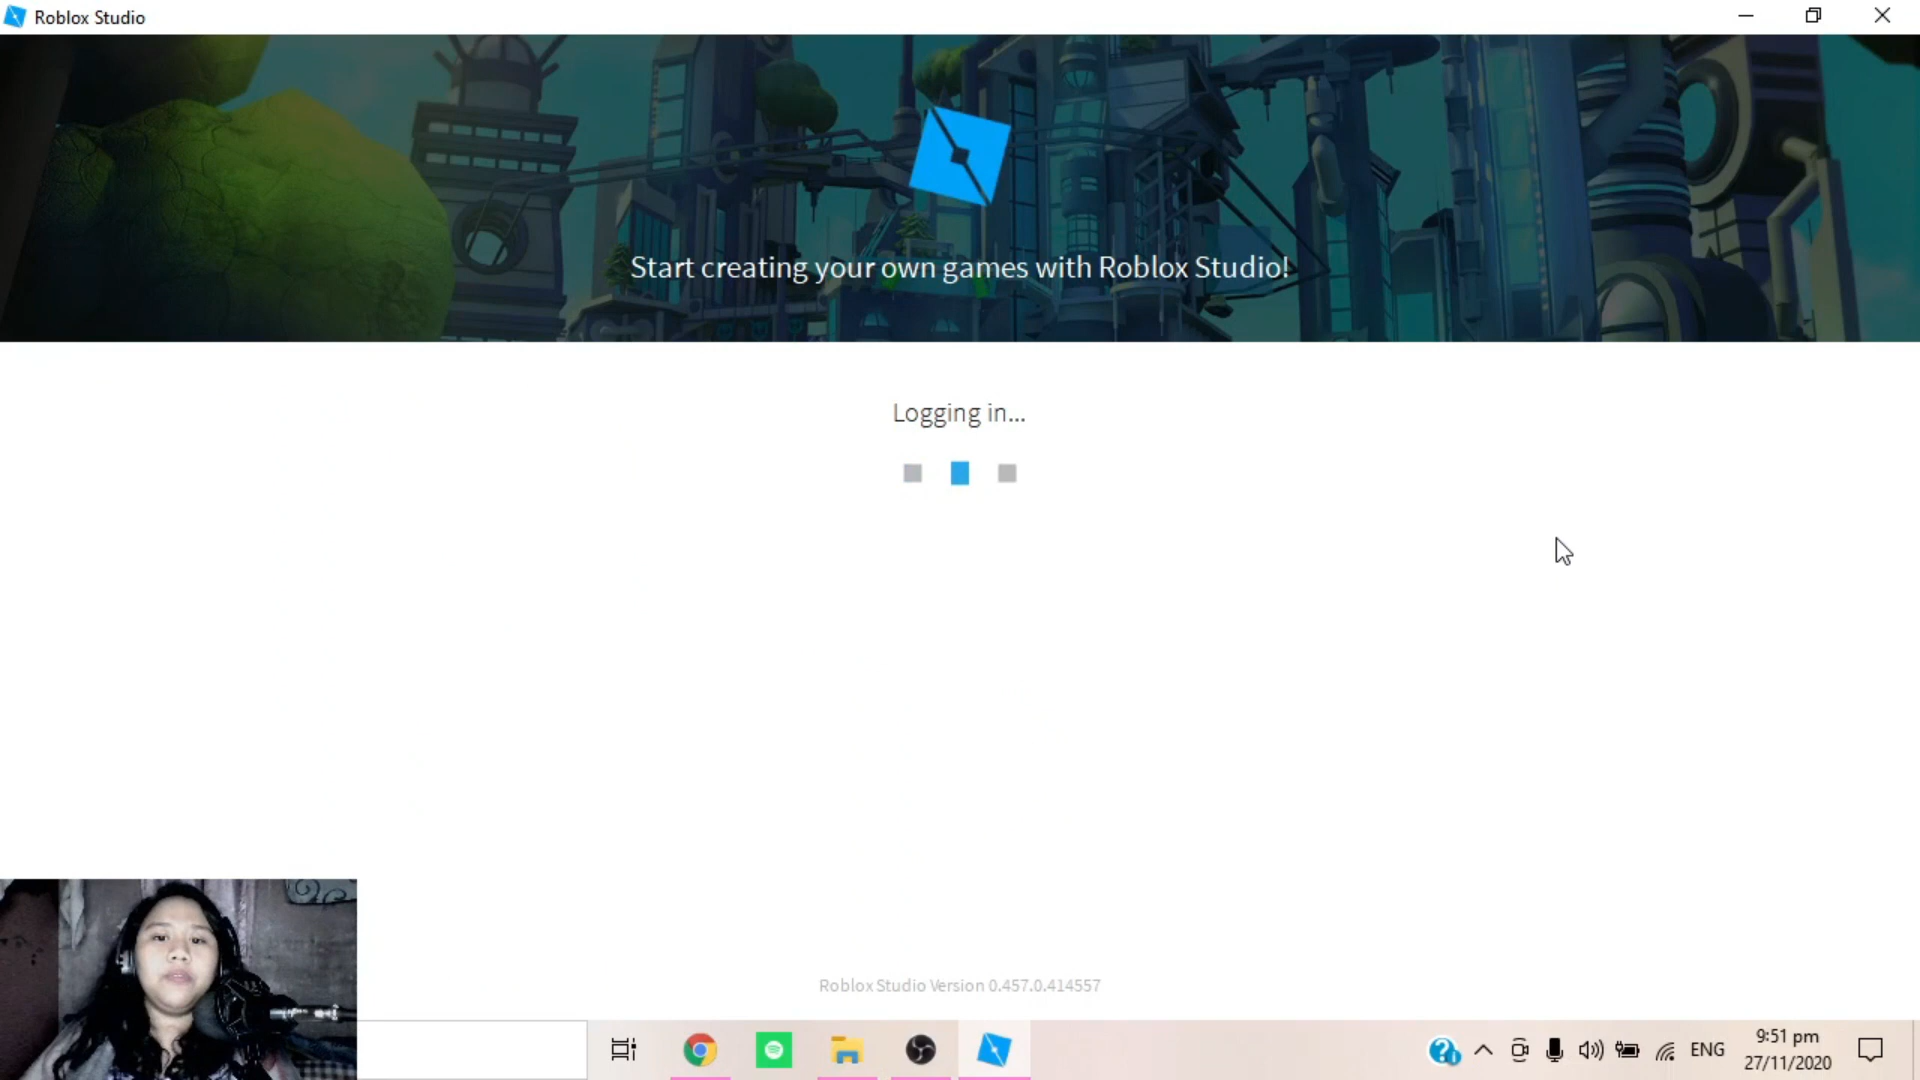 Roblox Studio
Start creating your own games with Roblox Studio!
Logging in...
Roblox Studio Version 0.457.0.414557
ENG
9:51 pm
27/11/2020